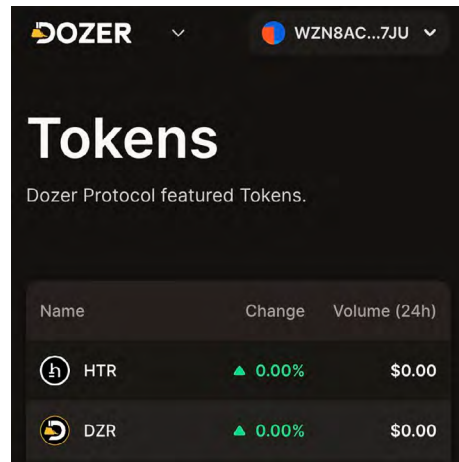 DOZER WZN8AC...7JU
Tokens
Dozer Protocol featured Tokens.
Name Change Volume (24h)
HTR 0.00% $0.00
DZR 0.00% $0.00